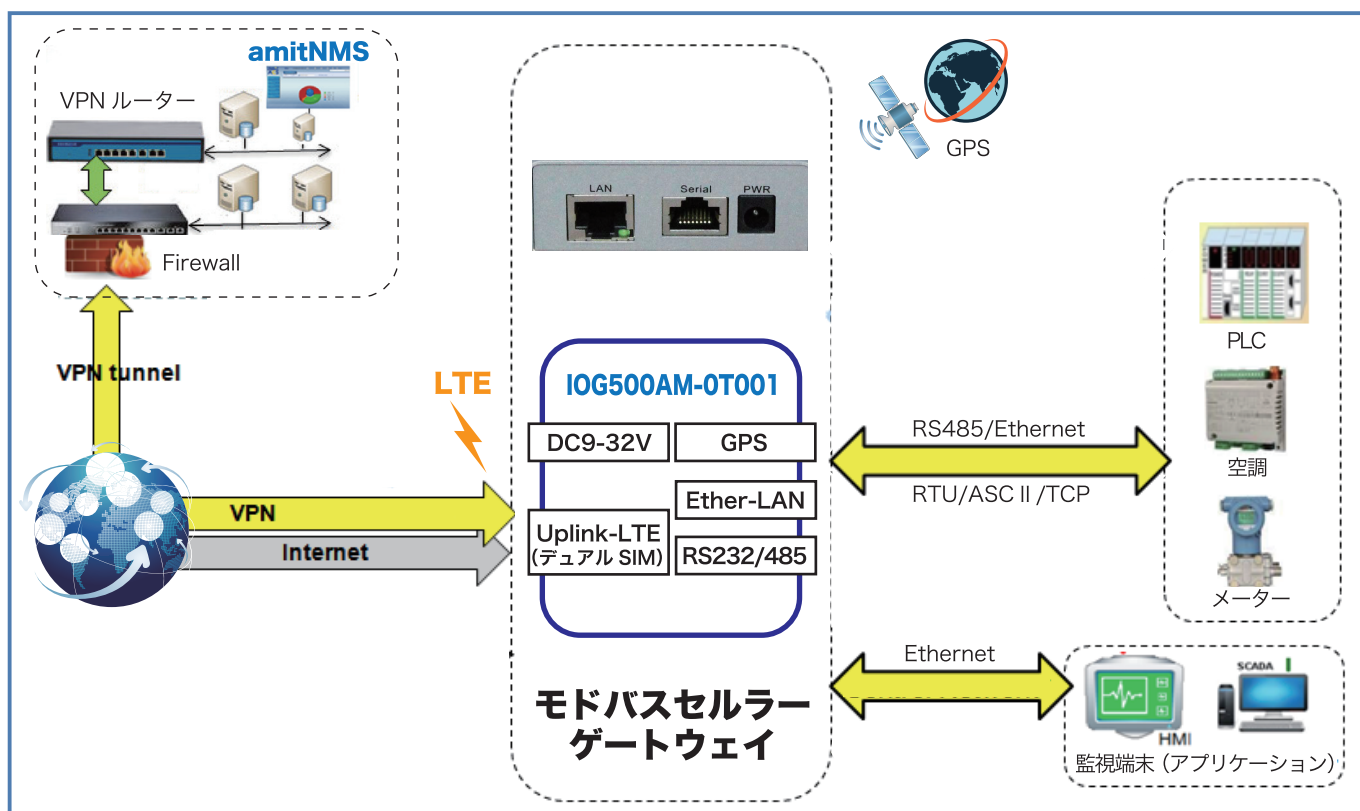 amitNMS
VPN ルーター
Firewall
VPN tunnel
LTE
VPN
Internet
LAN
Serial
PWR
IOG500AM-0T001
DC9-32V
GPS
Ether-LAN
Uplink-LTE
(デュアル SIM)
RS232/485
モドバスセルラー
ゲートウェイ
GPS
RS485/Ethernet
RTU/ASC II /TCP
Ethernet
PLC
空調
メーター
SCADA
HMI
監視端末（アプリケーション）